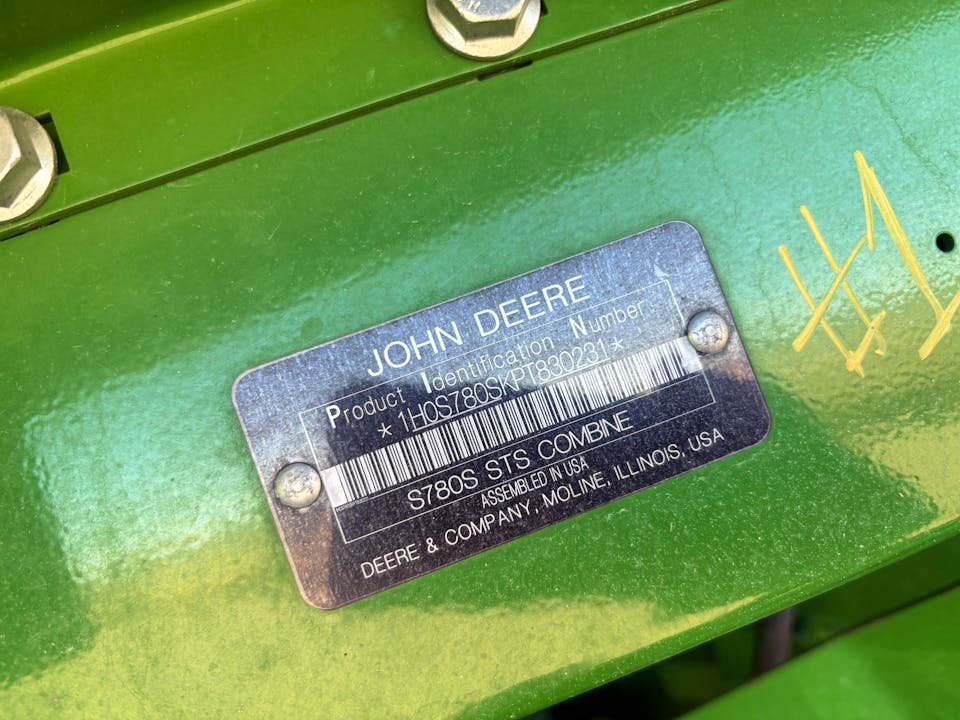 JOHN DEERE
Product Identification Number
* 1H0S780SKPT830231 *
S780S STS COMBINE
ASSEMBLED IN USA
DEERE & COMPANY, MOLINE, ILLINOIS, USA